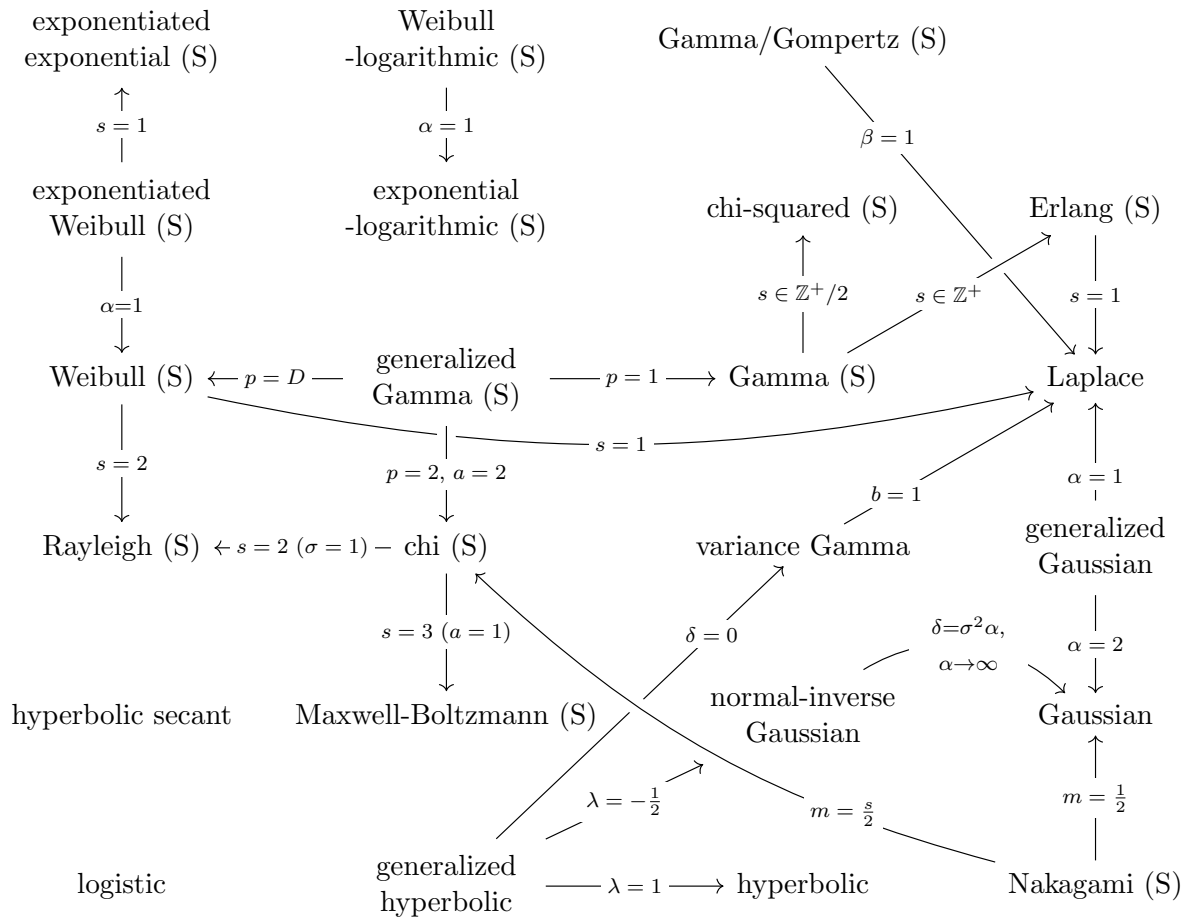 exponentiated
exponential (S)
Weibull
-logarithmic (S)
Gamma/Gompertz (S)
s = 1
α = 1
β = 1
exponentiated
Weibull (S)
exponential
-logarithmic (S)
chi-squared (S)
Erlang (S)
α=1
s ∈ ℤ⁺/2
s ∈ ℤ⁺
s = 1
Weibull (S)
p = D
generalized
Gamma (S)
p = 1
Gamma (S)
Laplace
s = 1
s = 2
p = 2, a = 2
b = 1
α = 1
Rayleigh (S)
s = 2 (σ = 1)
chi (S)
variance Gamma
generalized
Gaussian
s = 3 (a = 1)
δ = 0
δ=σ²α,
α→∞
α = 2
hyperbolic secant
Maxwell-Boltzmann (S)
normal-inverse
Gaussian
Gaussian
λ = −1/2
m = s/2
m = 1/2
logistic
generalized
hyperbolic
λ = 1
hyperbolic
Nakagami (S)